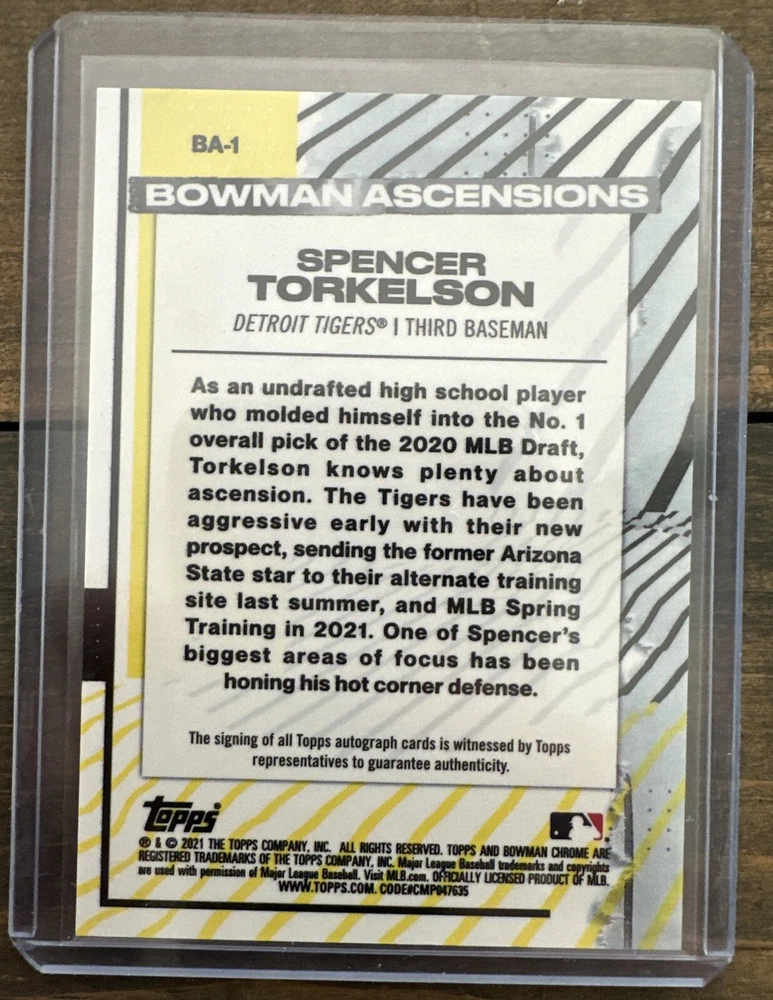 BA-1
BOWMAN ASCENSIONS
SPENCER
TORKELSON
DETROIT TIGERS® | THIRD BASEMAN
As an undrafted high school player
who molded himself into the No. 1
overall pick of the 2020 MLB Draft,
Torkelson knows plenty about
ascension. The Tigers have been
aggressive early with their new
prospect, sending the former Arizona
State star to their alternate training
site last summer, and MLB Spring
Training in 2021. One of Spencer's
biggest areas of focus has been
honing his hot corner defense.
The signing of all Topps autograph cards is witnessed by Topps
representatives to guarantee authenticity.
topps
® & © 2021 THE TOPPS COMPANY, INC. ALL RIGHTS RESERVED. TOPPS AND BOWMAN CHROME ARE
REGISTERED TRADEMARKS OF THE TOPPS COMPANY, INC. Major League Baseball trademarks and copyrights
are used with permission of Major League Baseball. Visit MLB.com. OFFICIALLY LICENSED PRODUCT OF MLB.
WWW.TOPPS.COM. CODE#CMP047635